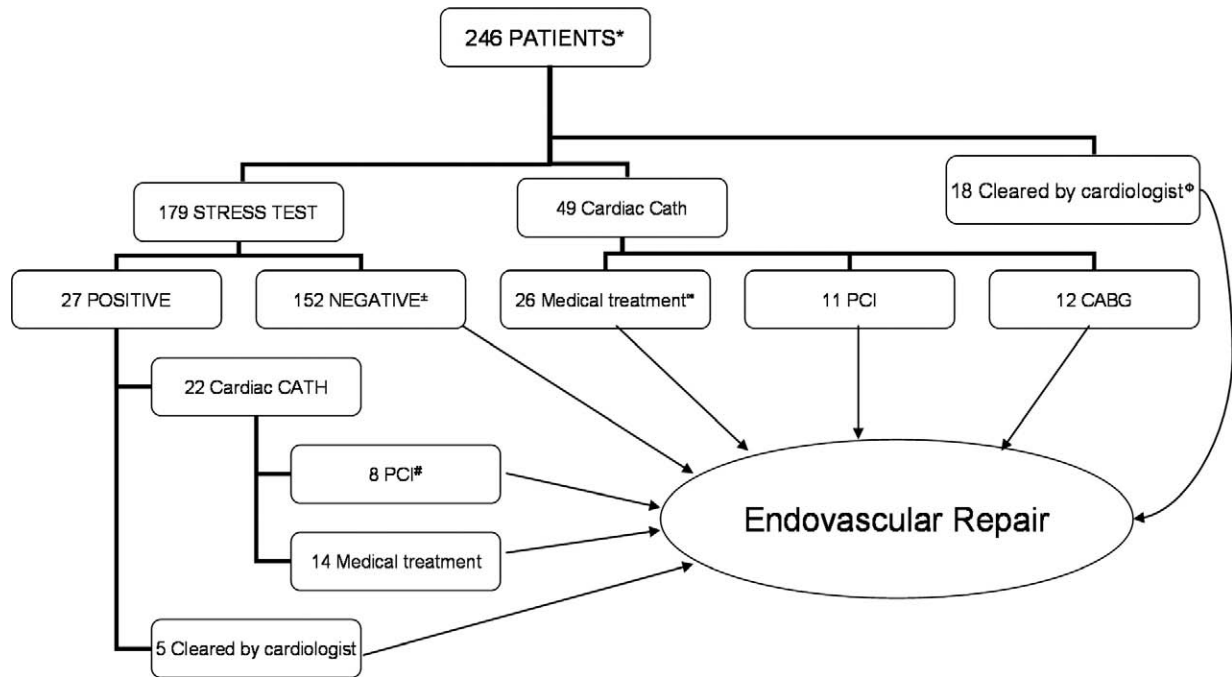 246 PATIENTS*
179 STRESS TEST
49 Cardiac Cath
18 Cleared by cardiologistᶲ
27 POSITIVE
152 NEGATIVE±
26 Medical treatment**
11 PCI
12 CABG
22 Cardiac CATH
8 PCI#
14 Medical treatment
5 Cleared by cardiologist
Endovascular Repair